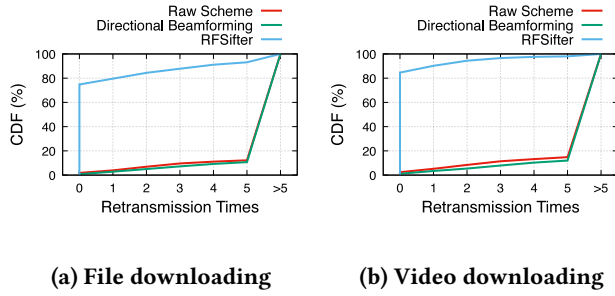 Raw Scheme
Directional Beamforming
RFSifter
100
80
60
40
20
0
CDF (%)
0 1 2 3 4 5 >5
Retransmission Times
(a) File downloading
Raw Scheme
Directional Beamforming
RFSifter
100
80
60
40
20
0
CDF (%)
0 1 2 3 4 5 >5
Retransmission Times
(b) Video downloading